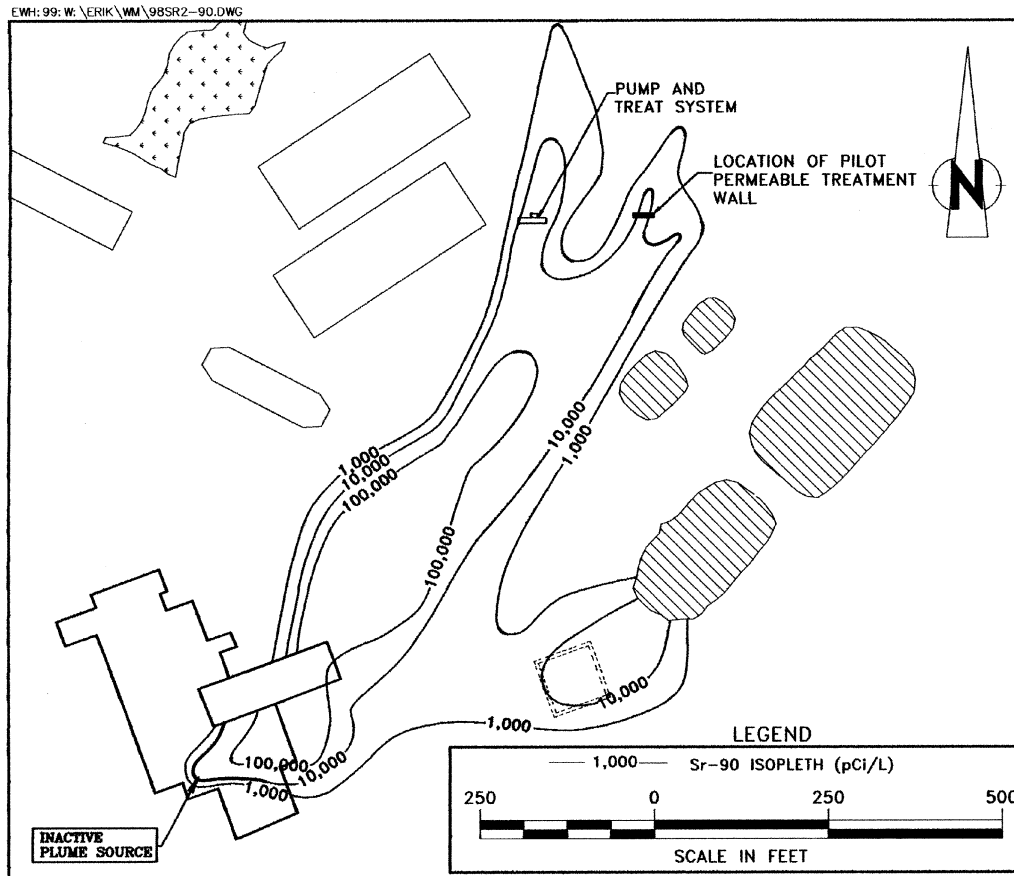 EWH: 99: W: \ERIK\WM\98SR2-90.DWG
PUMP AND
TREAT SYSTEM
LOCATION OF PILOT
PERMEABLE TREATMENT
WALL
N
10,000
1,000
1,000
10,000
100,000
100,000
10,000
1,000
100,000
10,000
1,000
INACTIVE
PLUME SOURCE
LEGEND
1,000 Sr-90 ISOPLETH (pCi/L)
250 0 250 500
SCALE IN FEET